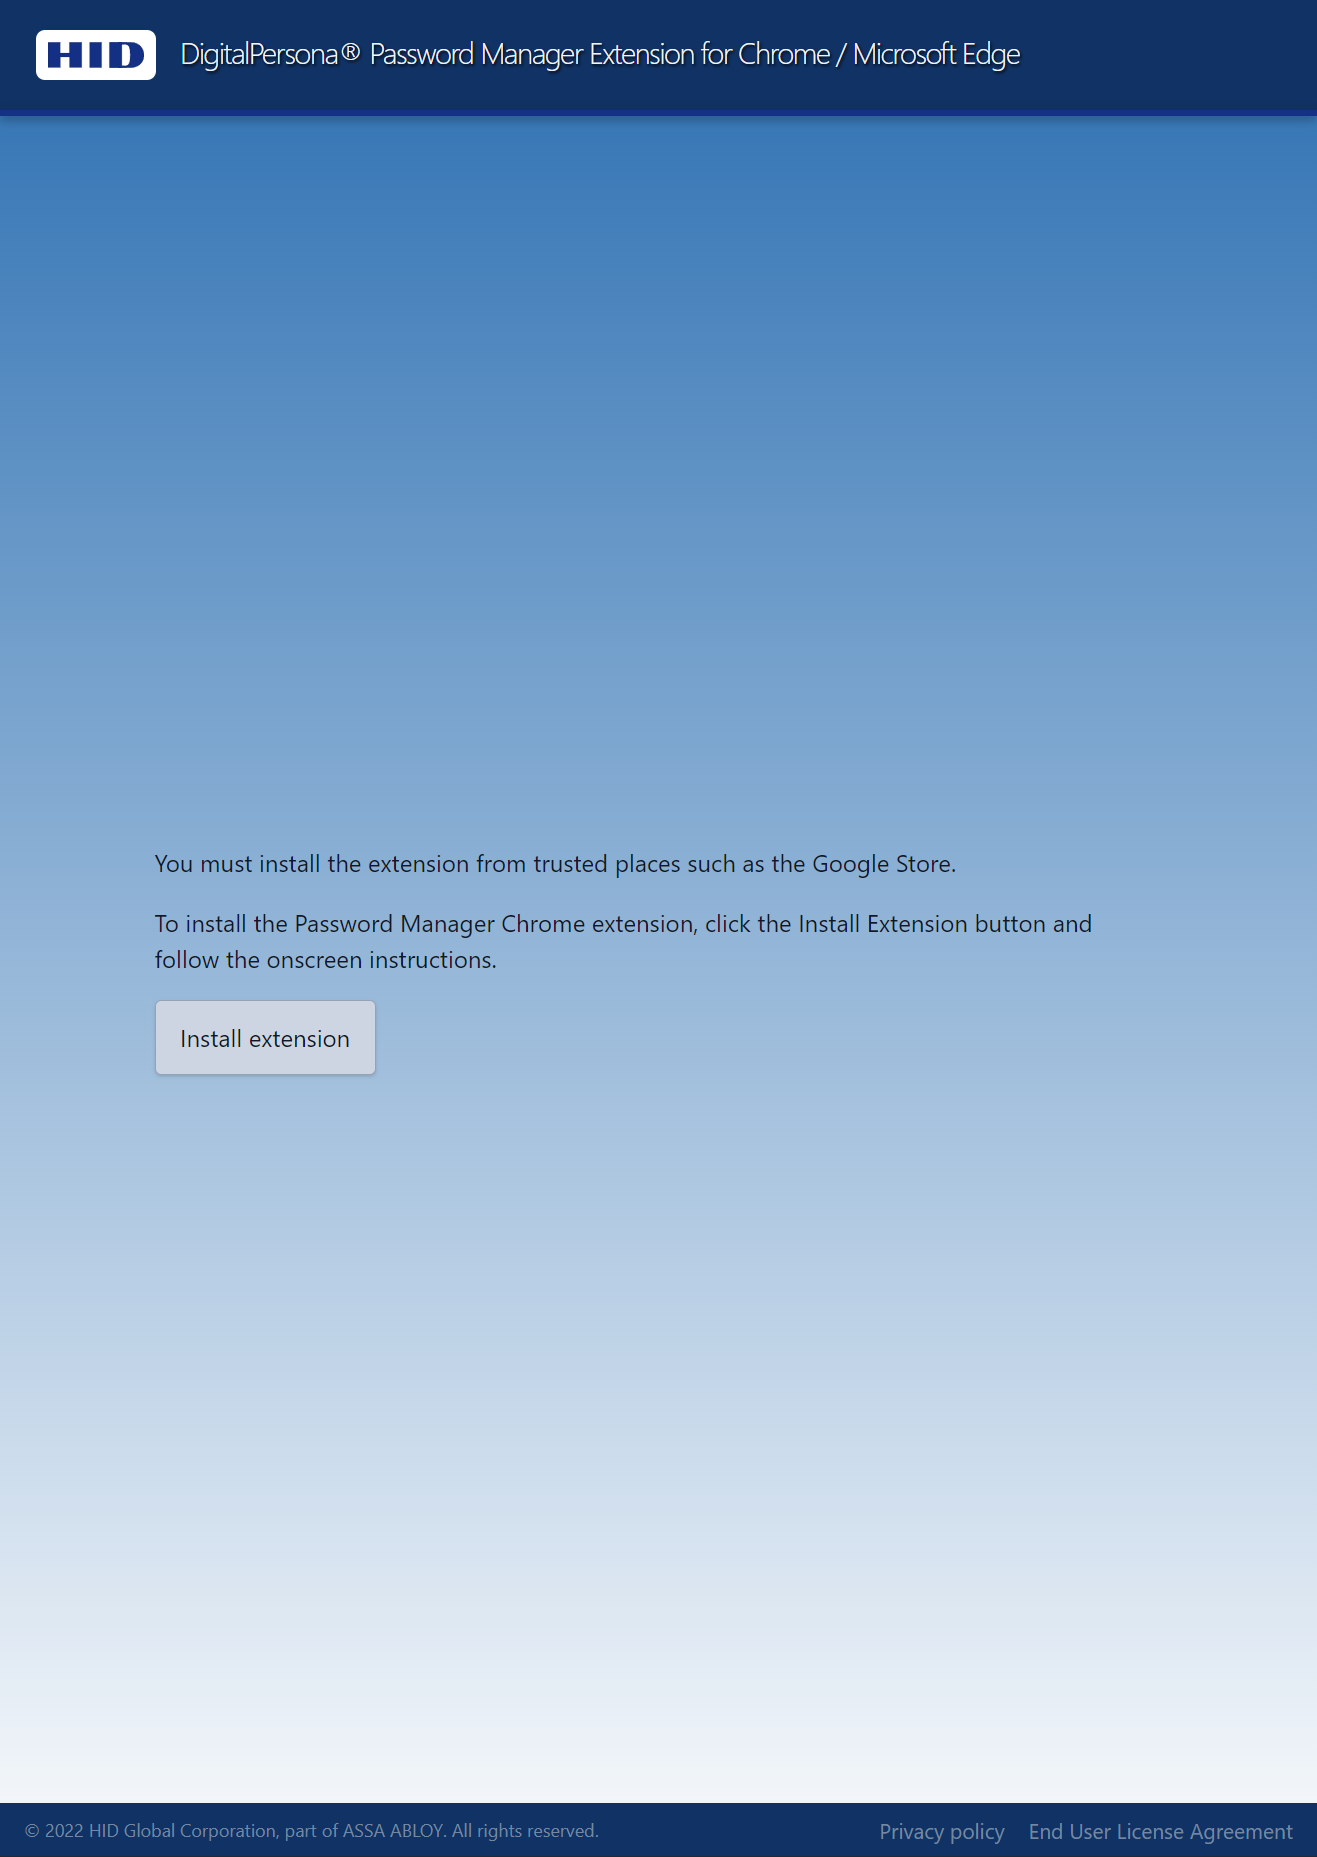 HID
DigitalPersona® Password Manager Extension for Chrome / Microsoft Edge
You must install the extension from trusted places such as the Google Store.
To install the Password Manager Chrome extension, click the Install Extension button and
follow the onscreen instructions.
Install extension
© 2022 HID Global Corporation, part of ASSA ABLOY. All rights reserved.
Privacy policy
End User License Agreement